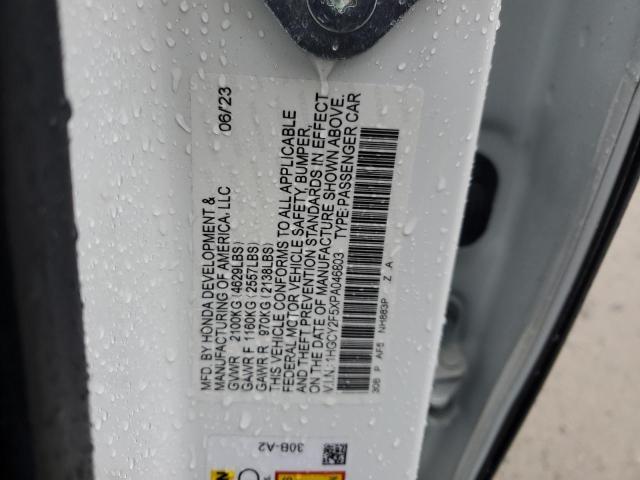 MFD. BY HONDA DEVELOPMENT &
MANUFACTURING OF AMERICA, LLC 06/23
GVWR 2100KG (4629LBS)
GAWR F 1160KG (2557LBS)
GAWR R 970KG (2138LBS)
THIS VEHICLE CONFORMS TO ALL APPLICABLE
FEDERAL MOTOR VEHICLE SAFETY, BUMPER,
AND THEFT PREVENTION STANDARDS IN EFFECT
ON THE DATE OF MANUFACTURE SHOWN ABOVE.
V.I.N.: 1HGCY2F5XPA046803 TYPE:PASSENGER CAR
30B P AF5 NH883P Z A
30B-A2